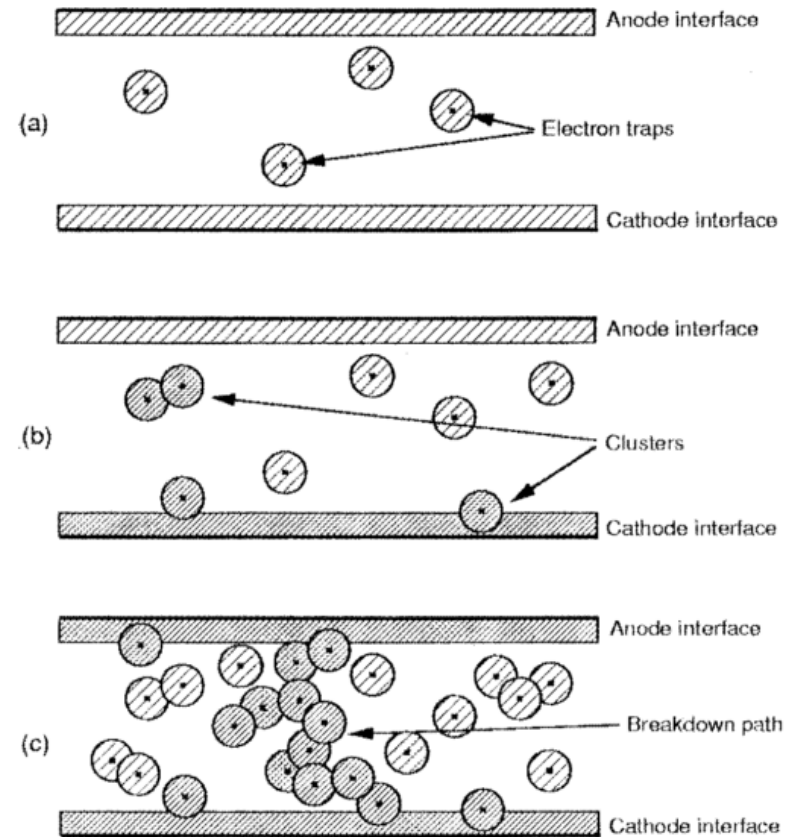 Anode interface
(a)
Electron traps
Cathode interface
Anode interface
(b)
Clusters
Cathode interface
Anode interface
Breakdown path
(c)
Cathode interface